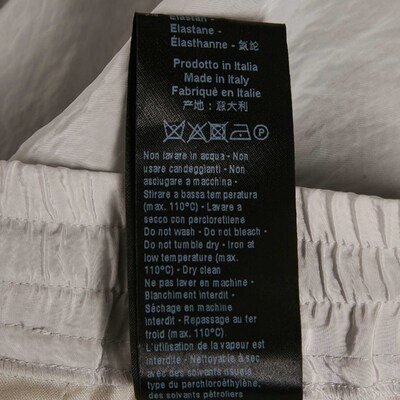 Elastan -
Elastane -
Élasthanne - 氨纶
Prodotto in Italia
Made in Italy
Fabriqué en Italie
产地: 意大利
P
Non lavare in acqua - Non
usare candeggianti - Non
asciugare a macchina -
Stirare a bassa temperatura
(max. 110°C) - Lavare a
secco con percloretilene
Do not wash - Do not bleach -
Do not tumble dry - Iron at
low temperature (max.
110°C) - Dry clean
Ne pas laver en machine -
Blanchiment interdit -
Séchage en machine
interdit - Repassage au fer
froid (max. 110°C).
L'utilisation de la vapeur est
interdite - Nettoyable à sec
avec des solvants usuels
type du perchloroéthylène,
des solvants pétrole